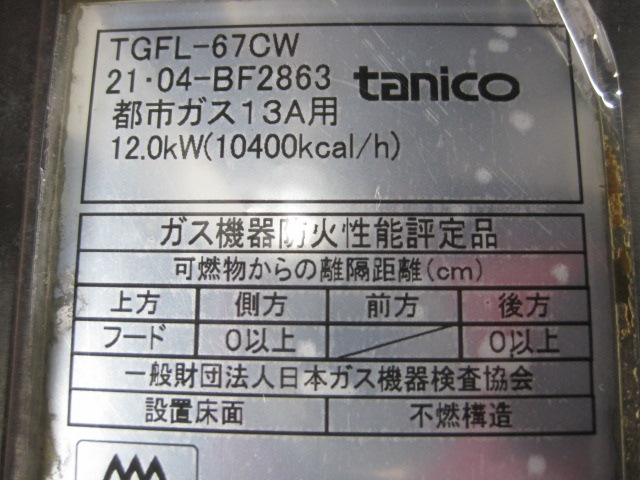 TGFL-67CW
21・04-BF2863 tanico
都市ガス13A用
12.0kW(10400kcal/h)
ガス機器防火性能評定品
可燃物からの離隔距離(cm)
上方 側方 前方 後方
フード 0以上 0以上
一般財団法人日本ガス機器検査協会
設置床面 不燃構造